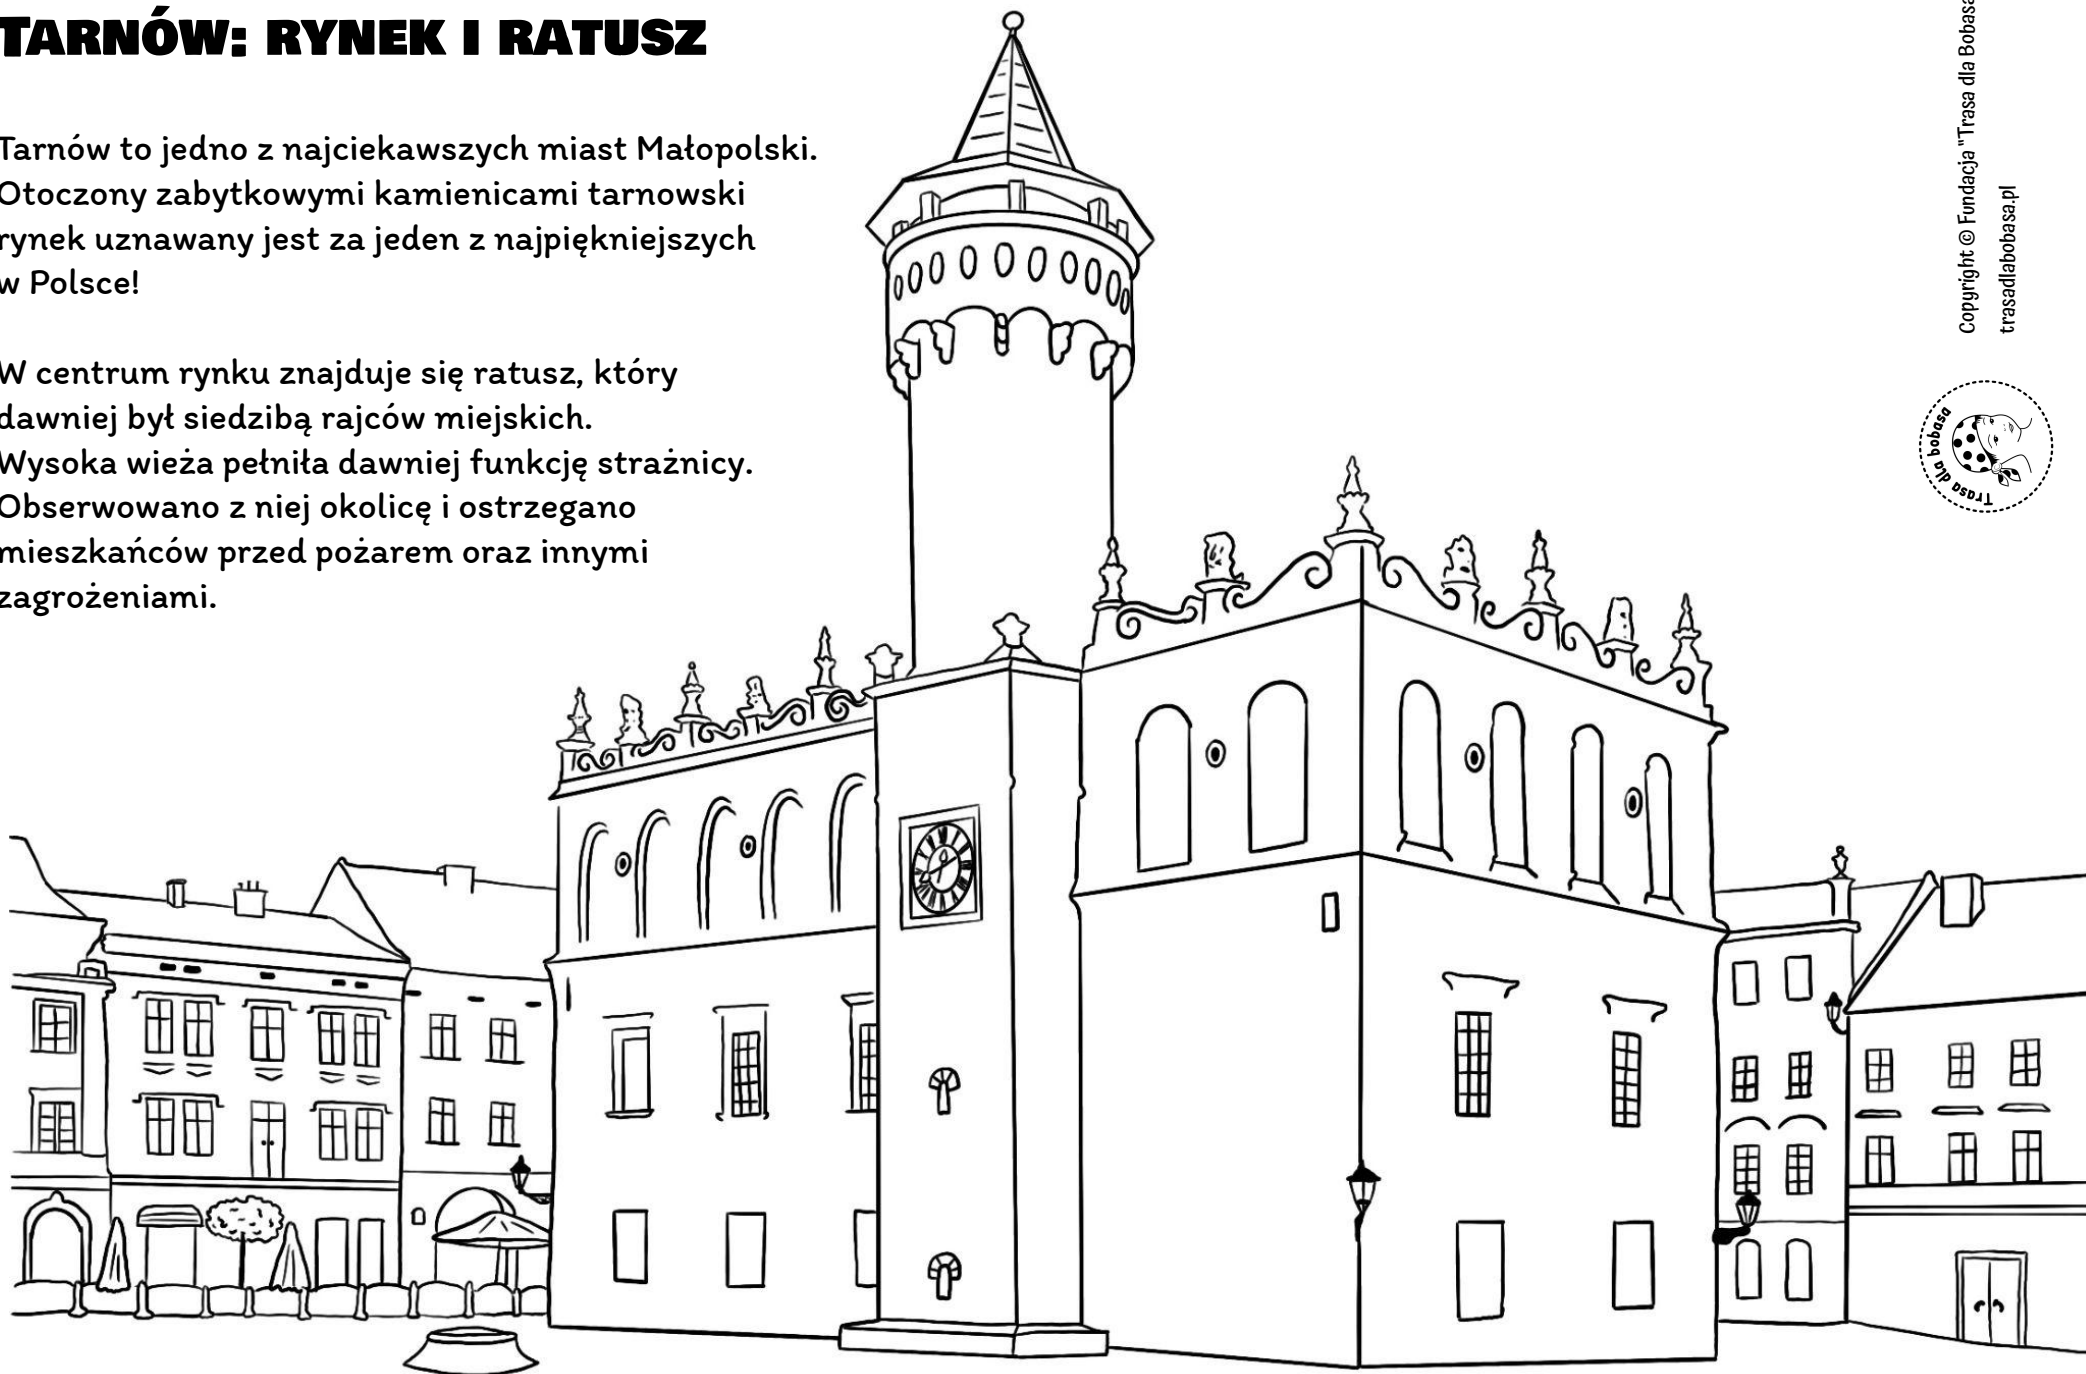 TARNÓW: RYNEK I RATUSZ
Tarnów to jedno z najciekawszych miast Małopolski.
Otoczony zabytkowymi kamienicami tarnowski
rynek uznawany jest za jeden z najpiękniejszych
w Polsce!
W centrum rynku znajduje się ratusz, który
dawniej był siedzibą rajców miejskich.
Wysoka wieża pełniła dawniej funkcję strażnicy.
Obserwowano z niej okolicę i ostrzegano
mieszkańców przed pożarem oraz innymi
zagrożeniami.
Copyright © Fundacja "Trasa dla Bobasa
trasadlabobasa.pl
Trasa dla bobasa